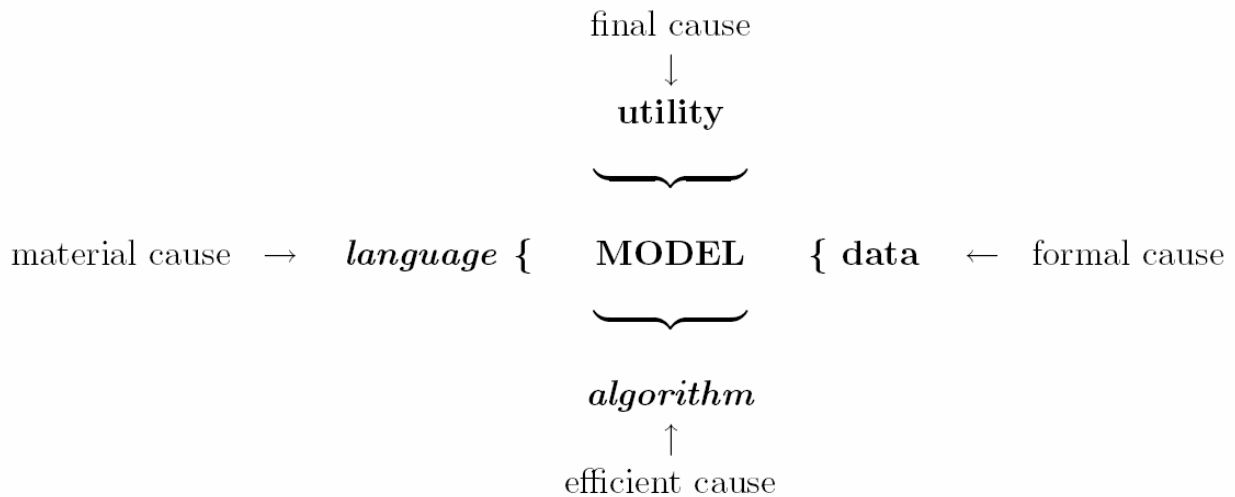 final cause
↓
utility
material cause → language { MODEL { data ← formal cause
algorithm
↑
efficient cause